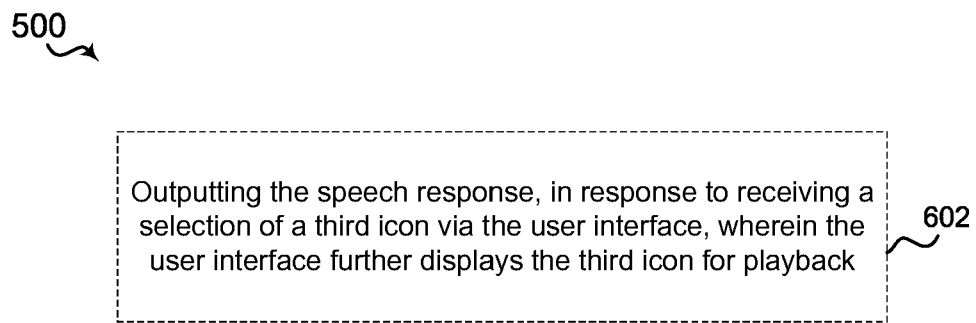 500
Outputting the speech response, in response to receiving a
selection of a third icon via the user interface, wherein the
user interface further displays the third icon for playback
602